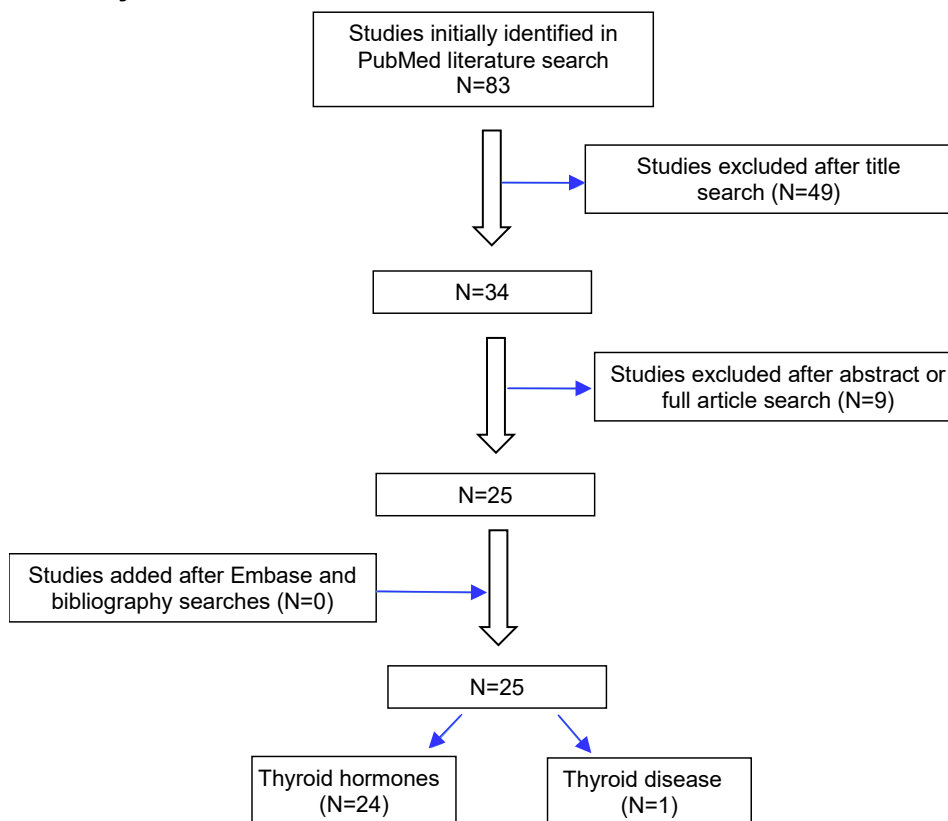 Studies initially identified in
PubMed literature search
N=83
Studies excluded after title
search (N=49)
N=34
Studies excluded after abstract or
full article search (N=9)
N=25
Studies added after Embase and
bibliography searches (N=0)
N=25
Thyroid hormones
(N=24)
Thyroid disease
(N=1)